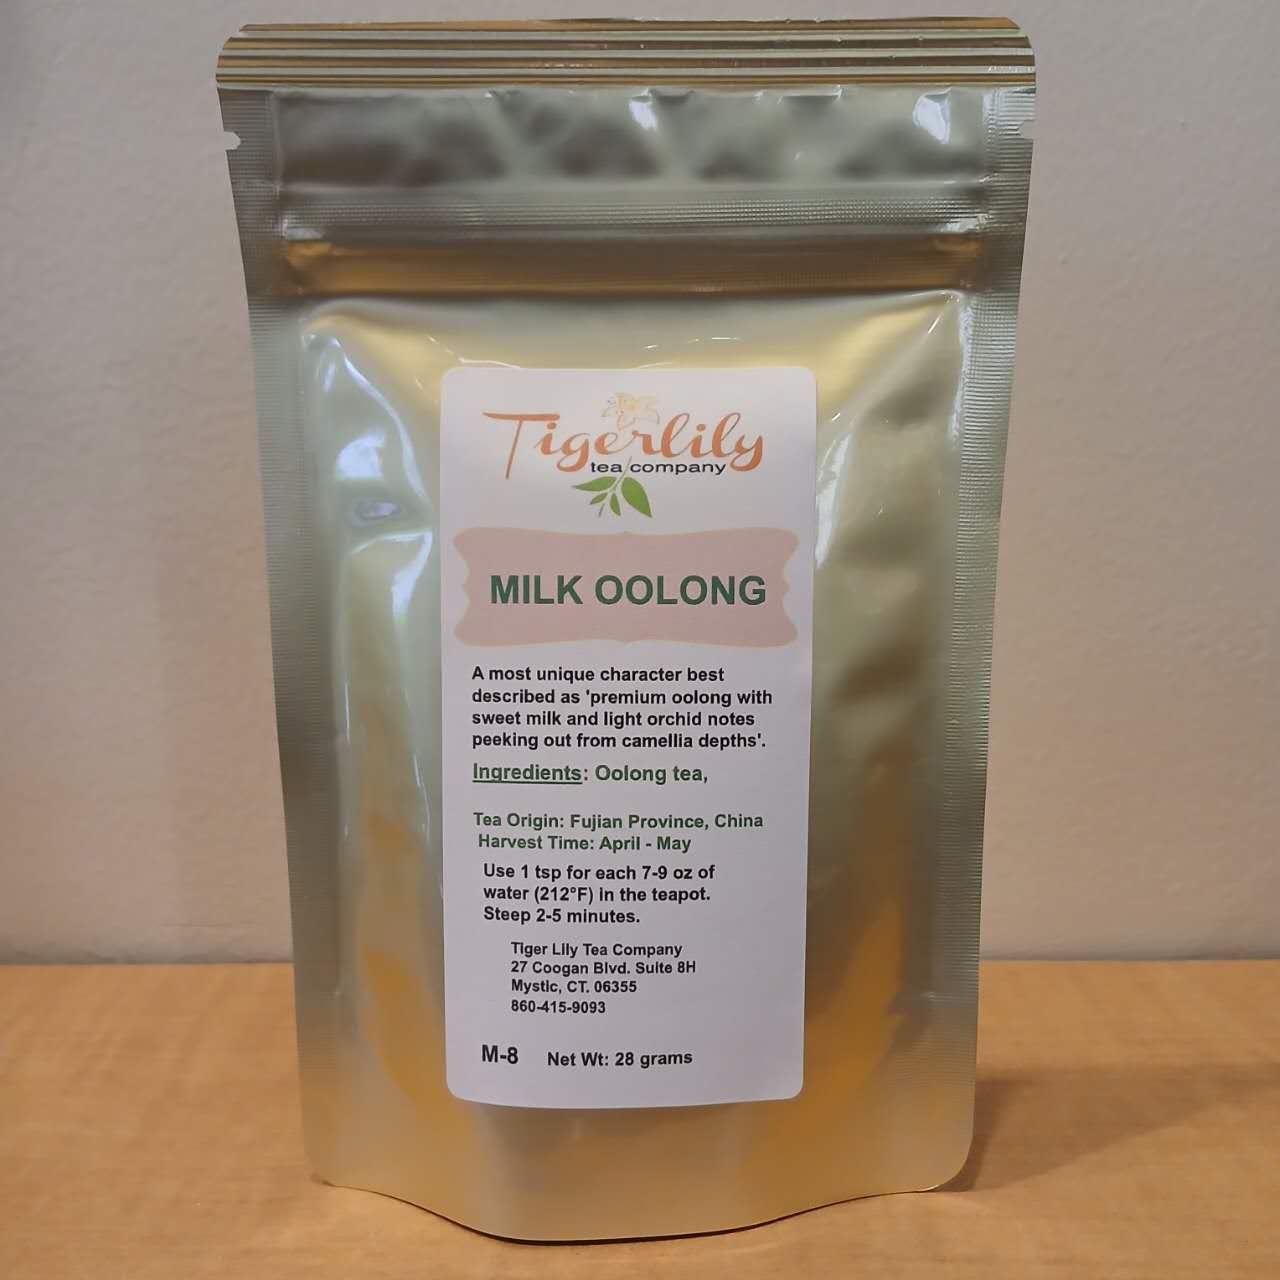 Tigerlily
tea company
MILK OOLONG
A most unique character best
described as 'premium oolong with
sweet milk and light orchid notes
peeking out from camellia depths'.
Ingredients: Oolong tea,
Tea Origin: Fujian Province, China
Harvest Time: April - May
Use 1 tsp for each 7-9 oz of
water (212°F) in the teapot.
Steep 2-5 minutes.
Tiger Lily Tea Company
27 Coogan Blvd. Suite 8H
Mystic, CT. 06355
860-415-9093
M-8 Net Wt: 28 grams